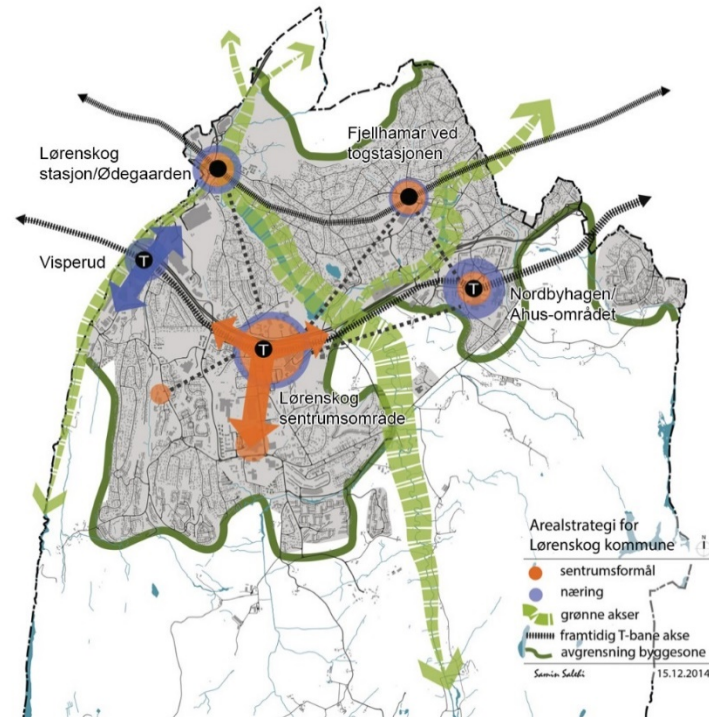 Fjellhamar ved
togstasjonen
Lørenskog
stasjon/Ødegaarden
Visperud
T
T
Nordbyhagen/
Ahus-området
T
Lørenskog
sentrumsområde
Arealstrategi for
Lørenskog kommune
N
sentrumsformål
næring
grønne akser
framtidig T-bane akse
avgrensning byggesone
Samin Salehi 15.12.2014